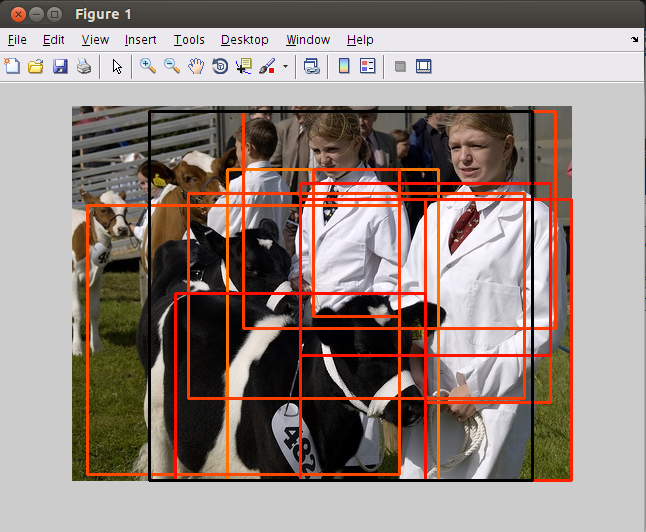 Figure 1
File Edit View Insert Tools Desktop Window Help
482